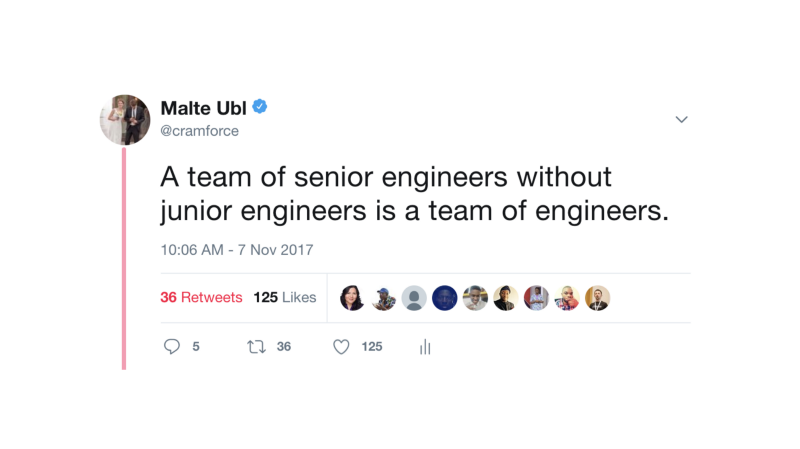 Malte Ubl
@cramforce
A team of senior engineers without
junior engineers is a team of engineers.
10:06 AM - 7 Nov 2017
36 Retweets 125 Likes
5 36 125